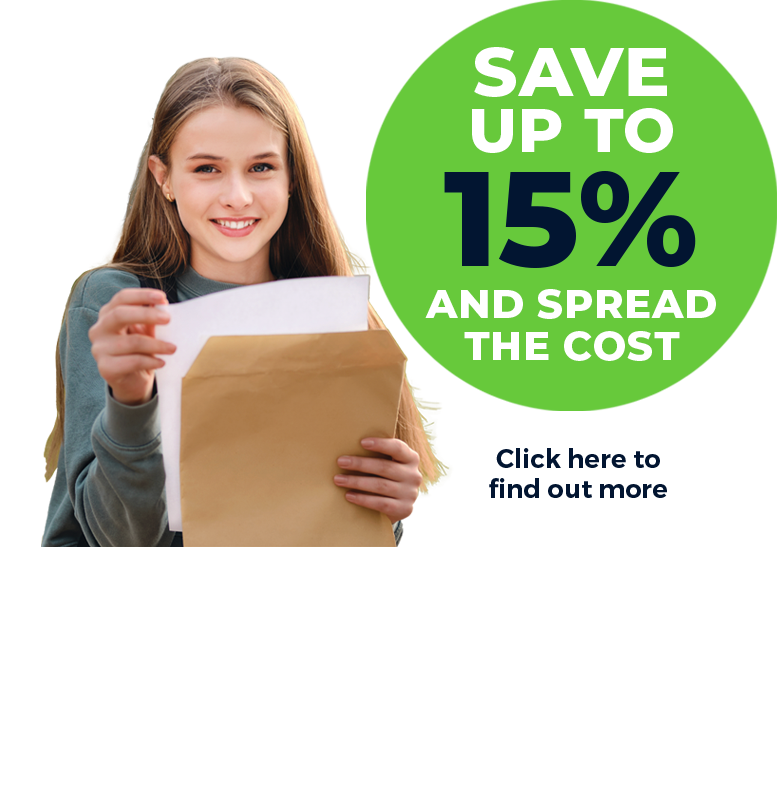 SAVE
UP TO
15%
AND SPREAD
THE COST
Click here to
find out more